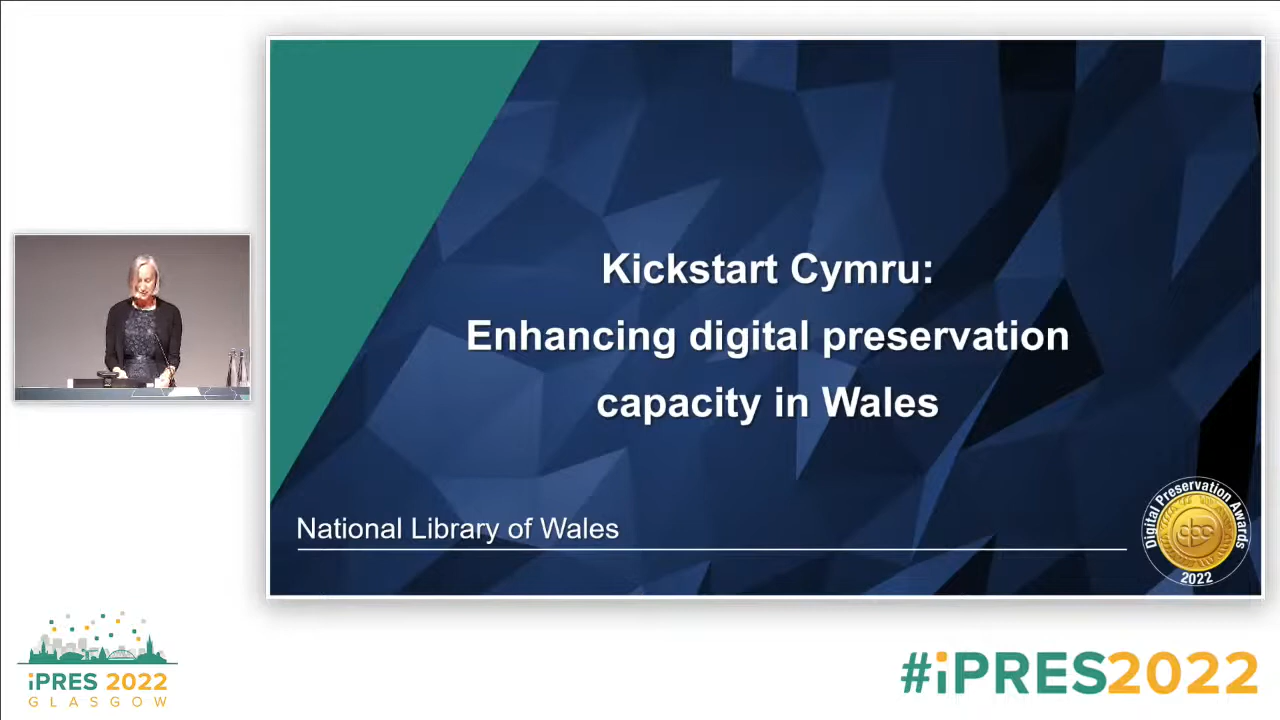 Kickstart Cymru:
Enhancing digital preservation
capacity in Wales
National Library of Wales
Digital Preservation Awards
dpc
2022
iPRES 2022
GLASGOW
#iPRES2022